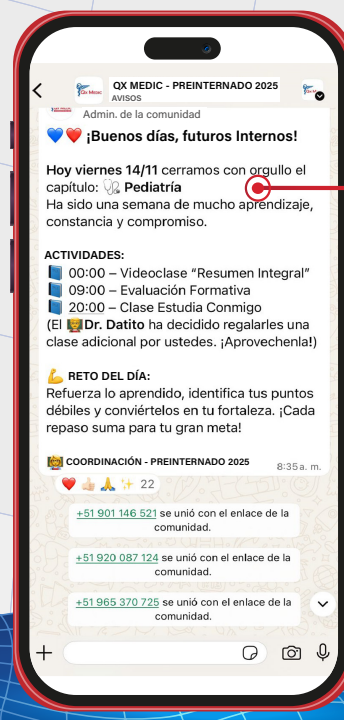 QX MEDIC - PREINTERNADO 2025
AVISOS
Admin. de la comunidad
💙❤️ ¡Buenos días, futuros Internos!
Hoy viernes 14/11 cerramos con orgullo el
capítulo: 🩺 Pediatría
Ha sido una semana de mucho aprendizaje,
constancia y compromiso.
ACTIVIDADES:
📘 00:00 – Videoclase “Resumen Integral”
📘 09:00 – Evaluación Formativa
📘 20:00 – Clase Estudia Conmigo
(El 👨‍🏫Dr. Datito ha decidido regalarles una
clase adicional por ustedes. ¡Aprovechenla!)
💪 RETO DEL DÍA:
Refuerza lo aprendido, identifica tus puntos
débiles y conviértelos en tu fortaleza. ¡Cada
repaso suma para tu gran meta!
👨‍🏫 COORDINACIÓN - PREINTERNADO 2025
8:35 a. m.
❤️ 👍🏻 🙏 ✨ 22
+51 901 146 521 se unió con el enlace de la
comunidad.
+51 920 087 124 se unió con el enlace de la
comunidad.
+51 965 370 725 se unió con el enlace de la
comunidad.